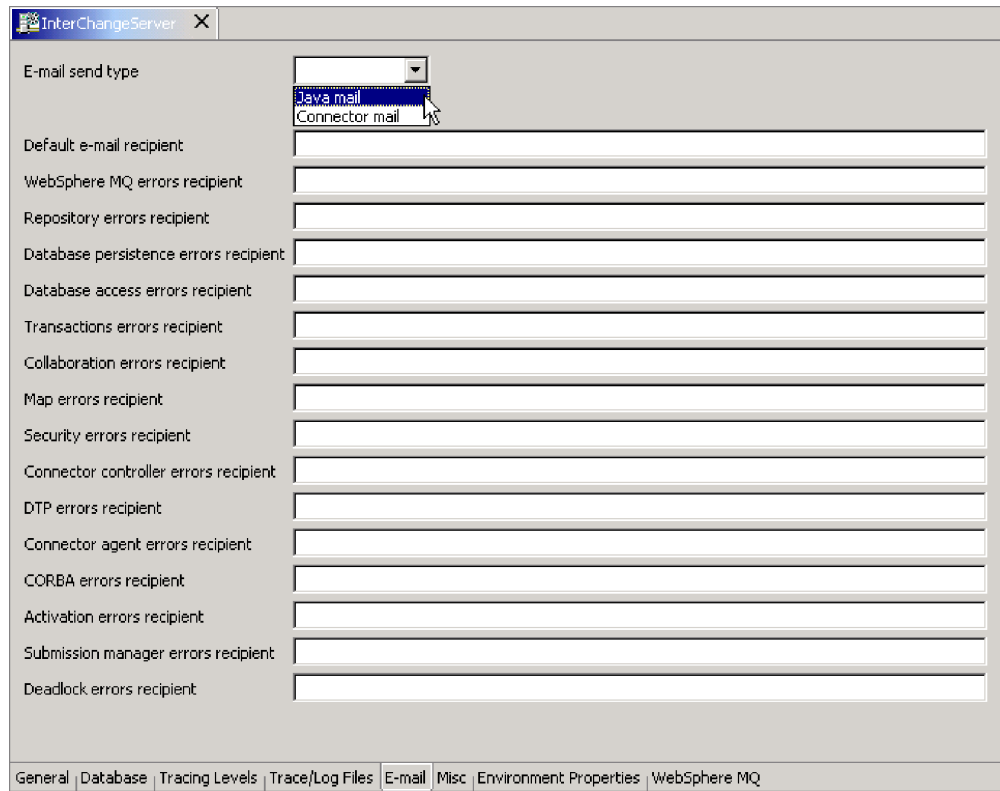 InterChangeServer
E-mail send type
Java mail
Connector mail
Default e-mail recipient
WebSphere MQ errors recipient
Repository errors recipient
Database persistence errors recipient
Database access errors recipient
Transactions errors recipient
Collaboration errors recipient
Map errors recipient
Security errors recipient
Connector controller errors recipient
DTP errors recipient
Connector agent errors recipient
CORBA errors recipient
Activation errors recipient
Submission manager errors recipient
Deadlock errors recipient
General Database Tracing Levels Trace/Log Files E-mail Misc Environment Properties WebSphere MQ